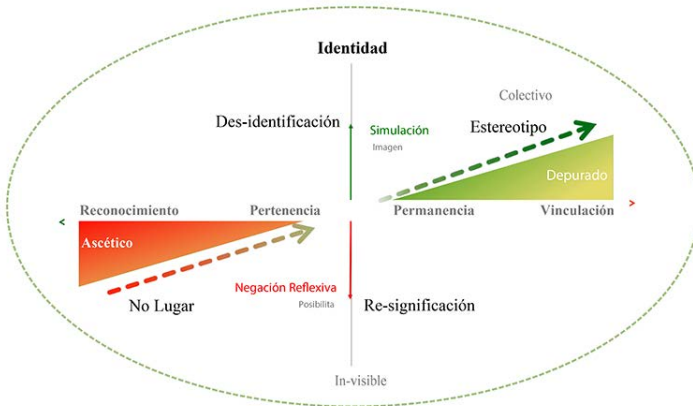 Identidad
Colectivo
Des-identificación
Simulación
Estereotipo
Imagen
Depurado
Reconocimiento
Pertenencia
Permanencia
Vinculación
Ascético
Negación Reflexiva
No Lugar
Posibilita
Re-significación
In-visible